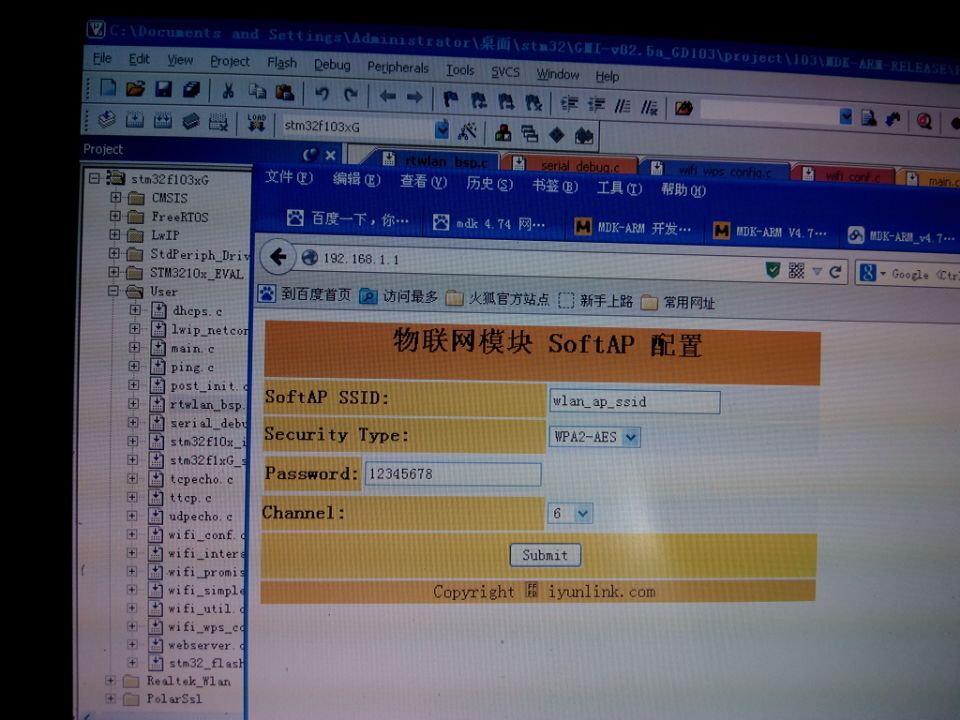 C:\Documents and Settings\Administrator\桌面\stm32\GMI-v02.5a_GD103\project\103\MDK-ARM-RELEASE\
File Edit View Project Flash Debug Peripherals Tools SVCS Window Help
LOAD stm32f103xG
Project
rtwlan_bsp.c serial_debug.c wifi_wps_config.c wifi_conf.c main.c
stm32f103xG
CMSIS
FreeRTOS
LwIP
StdPeriph_Driv
STM3210x_EVAL
User
dhcps.c
lwip_netcon
main.c
ping.c
post_init.c
rtwlan_bsp.
serial_debu
stm32f10x_i
stm32f1xG_s
tcpecho.c
ttcp.c
udpecho.c
wifi_conf.c
wifi_intera
wifi_promis
wifi_simple
wifi_util.c
wifi_wps_co
webserver.c
stm32_flash
Realtek_Wlan
PolarSsl
文件(F) 编辑(E) 查看(V) 历史(S) 书签(B) 工具(T) 帮助(H)
百度一下，你… mdk 4.74 网… MDK-ARM 开发… MDK-ARM V4.7… MDK-ARM_v4.7…
192.168.1.1
Google (Ctrl
到百度首页 访问最多 火狐官方站点 新手上路 常用网址
物联网模块 SoftAP 配置
SoftAP SSID: wlan_ap_ssid
Security Type: WPA2-AES
Password: 12345678
Channel: 6
Submit
Copyright iyunlink.com